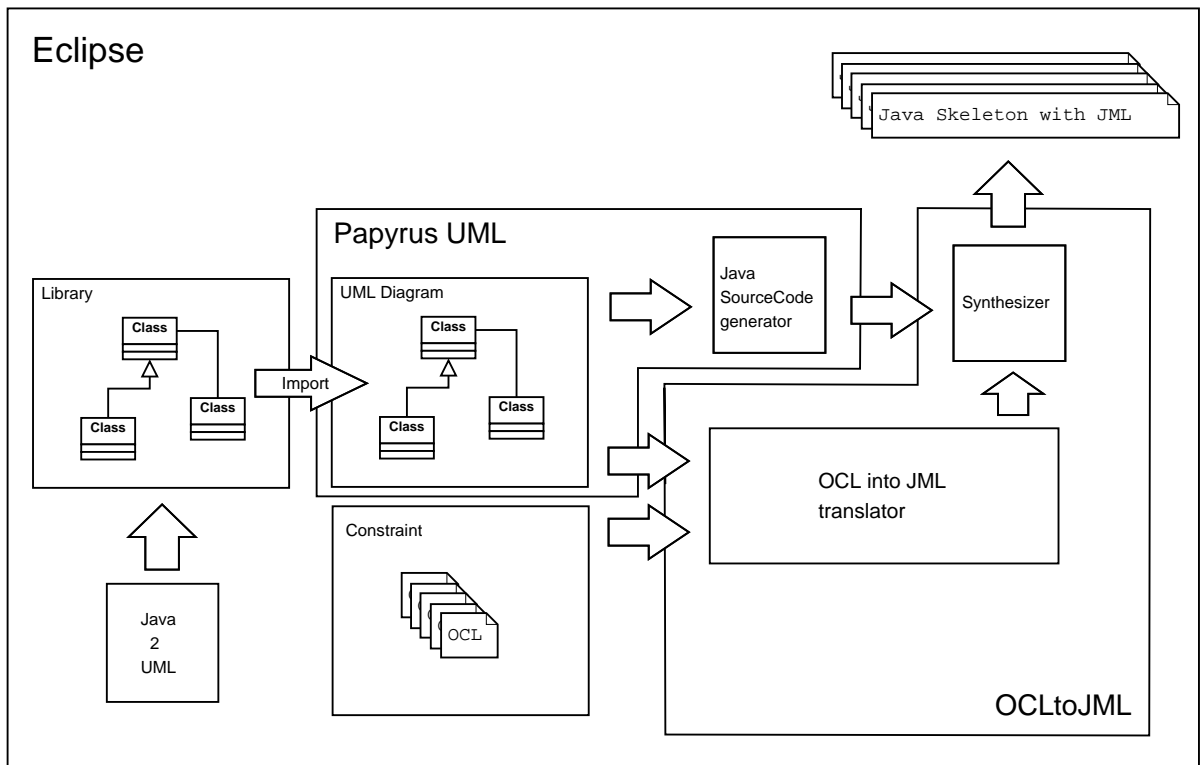 Eclipse
Java Skeleton with JML
Papyrus UML
Java
SourceCode
generator
Synthesizer
Library
Class
Class
Class
Import
UML Diagram
Class
Class
Class
OCL into JML
translator
Constraint
OCL
Java
2
UML
OCLtoJML